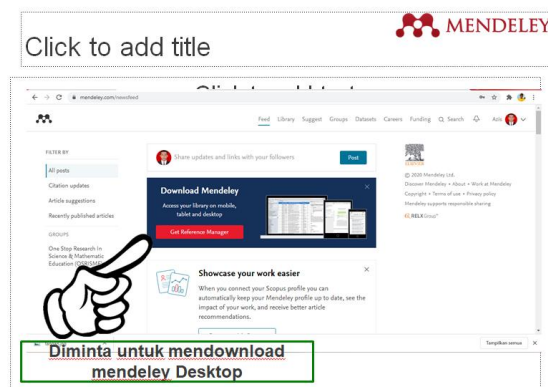 MENDELEY
Click to add title
mendeley.com/newsfeed
Feed Library Suggest Groups Datasets Careers Funding Search Azis
FILTER BY
All posts
Citation updates
Article suggestions
Recently published articles
GROUPS
One Stop Research In
Science & Mathematic
Education (OSRISME)
Share updates and links with your followers
Post
Download Mendeley
Access your library on mobile,
tablet and desktop
Get Reference Manager
Showcase your work easier
When you connect your Scopus profile you can
automatically keep your Mendeley profile up to date, see the
impact of your work, and receive better article
recommendations.
ELSEVIER
© 2020 Mendeley Ltd.
Discover Mendeley • About • Work at Mendeley
Copyright • Terms of use • Privacy policy
Mendeley supports responsible sharing
RELX Group™
Tampilkan semua
Diminta untuk mendownload
mendeley Desktop